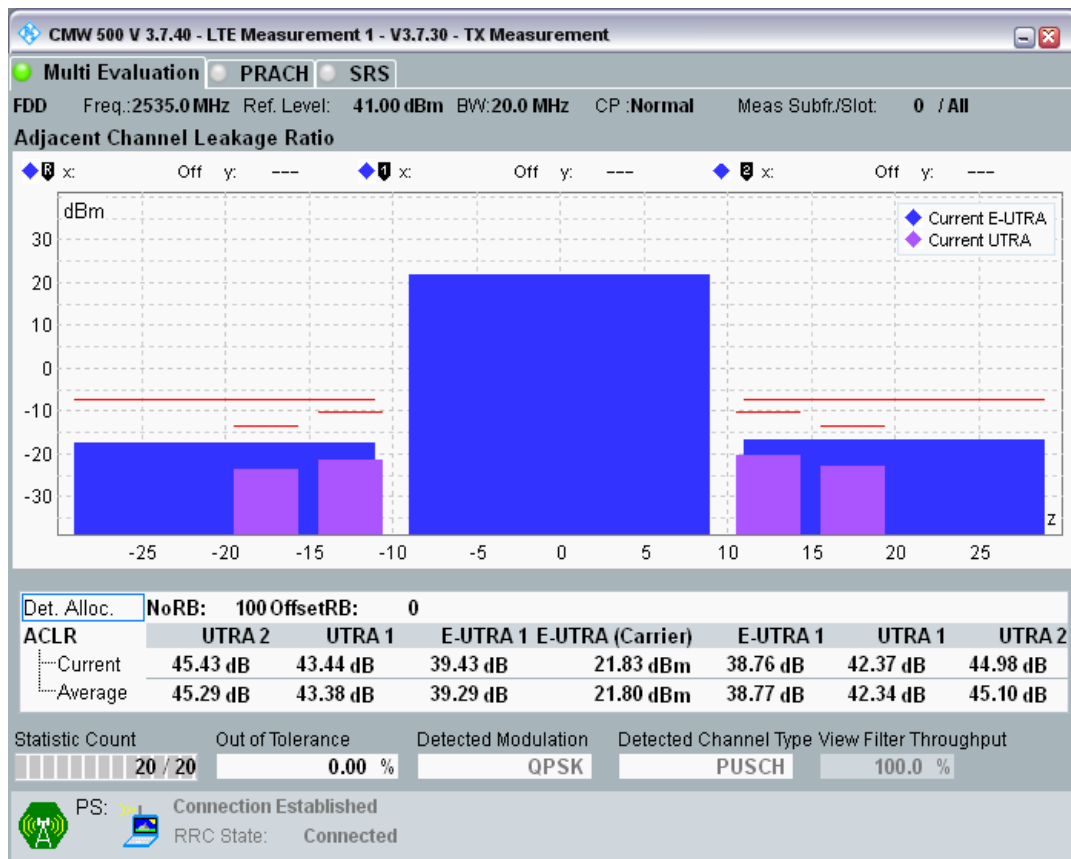 CMW 500 V 3.7.40 - LTE Measurement 1 - V3.7.30 - TX Measurement
Multi Evaluation PRACH SRS
FDD Freq.:2535.0 MHz Ref. Level: 41.00 dBm BW:20.0 MHz CP :Normal Meas Subfr./Slot: 0 / All
Adjacent Channel Leakage Ratio
R x: Off y: --- 1 x: Off y: --- 2 x: Off y: ---
dBm
Current E-UTRA
Current UTRA
30
20
10
0
-10
-20
-30
z
-25 -20 -15 -10 -5 0 5 10 15 20 25
Det. Alloc. NoRB: 100 OffsetRB: 0
ACLR UTRA 2 UTRA 1 E-UTRA 1 E-UTRA (Carrier) E-UTRA 1 UTRA 1 UTRA 2
Current 45.43 dB 43.44 dB 39.43 dB 21.83 dBm 38.76 dB 42.37 dB 44.98 dB
Average 45.29 dB 43.38 dB 39.29 dB 21.80 dBm 38.77 dB 42.34 dB 45.10 dB
Statistic Count Out of Tolerance Detected Modulation Detected Channel Type View Filter Throughput
20 / 20 0.00 % QPSK PUSCH 100.0 %
PS: Connection Established
RRC State: Connected